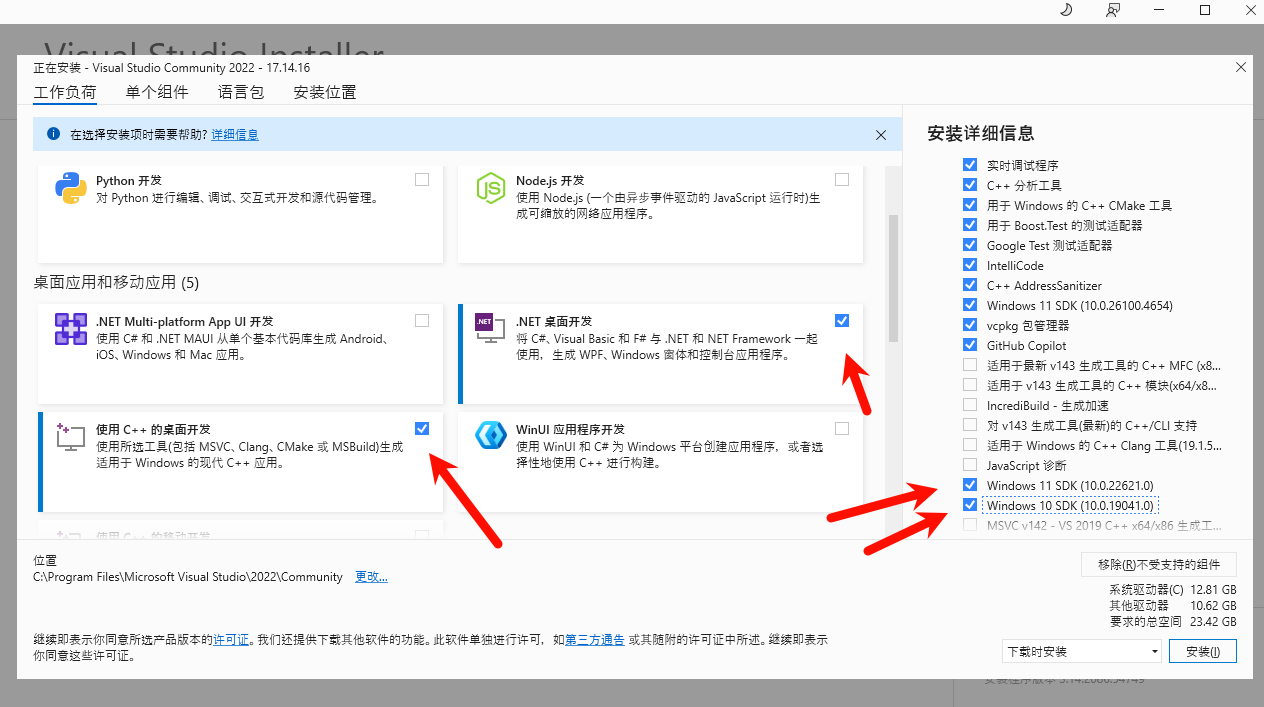 Visual Studio Installer
正在安装 - Visual Studio Community 2022 - 17.14.16
工作负荷 单个组件 语言包 安装位置
在选择安装项时需要帮助? 详细信息
Python 开发
对 Python 进行编辑、调试、交互式开发和源代码管理。
Node.js 开发
使用 Node.js (一个由异步事件驱动的 JavaScript 运行时)生
成可缩放的网络应用程序。
桌面应用和移动应用 (5)
.NET Multi-platform App UI 开发
使用 C# 和 .NET MAUI 从单个基本代码库生成 Android、
iOS、Windows 和 Mac 应用。
.NET
.NET 桌面开发
将 C#、Visual Basic 和 F# 与 .NET 和 NET Framework 一起
使用，生成 WPF、Windows 窗体和控制台应用程序。
使用 C++ 的桌面开发
使用所选工具(包括 MSVC、Clang、CMake 或 MSBuild)生成
适用于 Windows 的现代 C++ 应用。
WinUI 应用程序开发
使用 WinUI 和 C# 为 Windows 平台创建应用程序，或者选
择性地使用 C++ 进行构建。
使用 C++ 的移动开发
安装详细信息
实时调试程序
C++ 分析工具
用于 Windows 的 C++ CMake 工具
用于 Boost.Test 的测试适配器
Google Test 测试适配器
IntelliCode
C++ AddressSanitizer
Windows 11 SDK (10.0.26100.4654)
vcpkg 包管理器
GitHub Copilot
适用于最新 v143 生成工具的 C++ MFC (x8...
适用于 v143 生成工具的 C++ 模块(x64/x8...
IncrediBuild - 生成加速
对 v143 生成工具(最新)的 C++/CLI 支持
适用于 Windows 的 C++ Clang 工具(19.1.5...
JavaScript 诊断
Windows 11 SDK (10.0.22621.0)
Windows 10 SDK (10.0.19041.0)
MSVC v142 - VS 2019 C++ x64/x86 生成工...
位置
C:\Program Files\Microsoft Visual Studio\2022\Community 更改...
移除(R)不受支持的组件
系统驱动器(C) 12.81 GB
其他驱动器 10.62 GB
要求的总空间 23.42 GB
继续即表示你同意所选产品版本的许可证。我们还提供下载其他软件的功能。此软件单独进行许可，如第三方通告 或其随附的许可证中所述。继续即表示
你同意这些许可证。
下载时安装
安装(I)